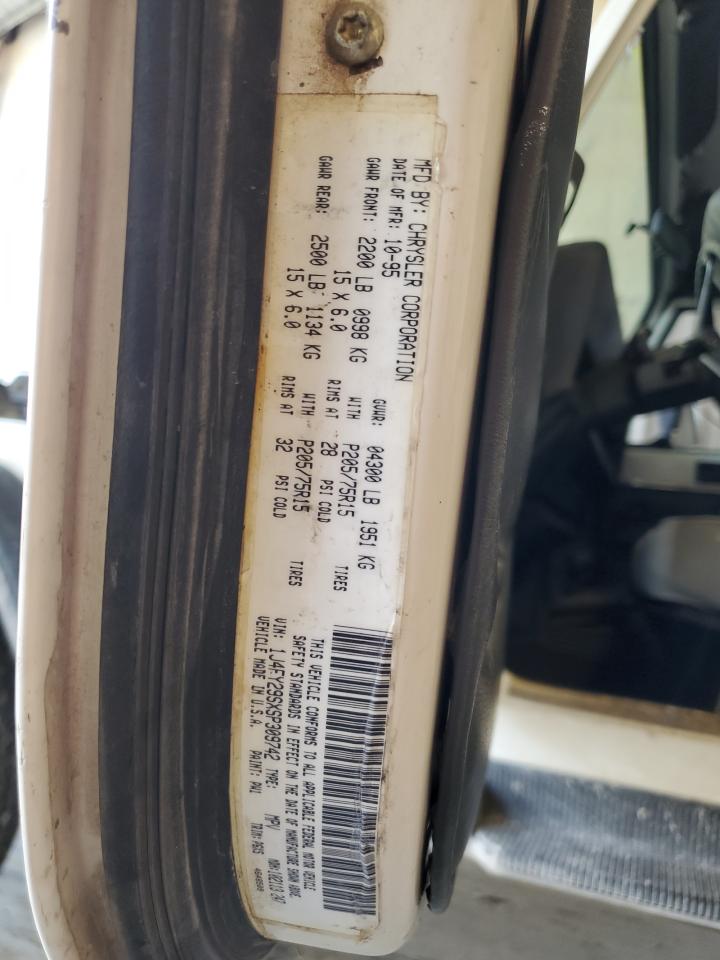 MFD BY: CHRYSLER CORPORATION
DATE OF MFR: 10-95 GVWR: 04300 LB 1951 KG
GAWR FRONT: 2200 LB 0998 KG WITH P205/75R15 TIRES
15 X 6.0 RIMS AT 28 PSI COLD
GAWR REAR: 2500 LB 1134 KG WITH P205/75R15 TIRES
15 X 6.0 RIMS AT 32 PSI COLD
THIS VEHICLE CONFORMS TO ALL APPLICABLE FEDERAL MOTOR VEHICLE
SAFETY STANDARDS IN EFFECT ON THE DATE OF MANUFACTURE SHOWN ABOVE
VIN: 1J4FY29SXSP309742 TYPE: MPV
VEHICLE MADE IN U.S.A. PAINT: PW1 TRIM: